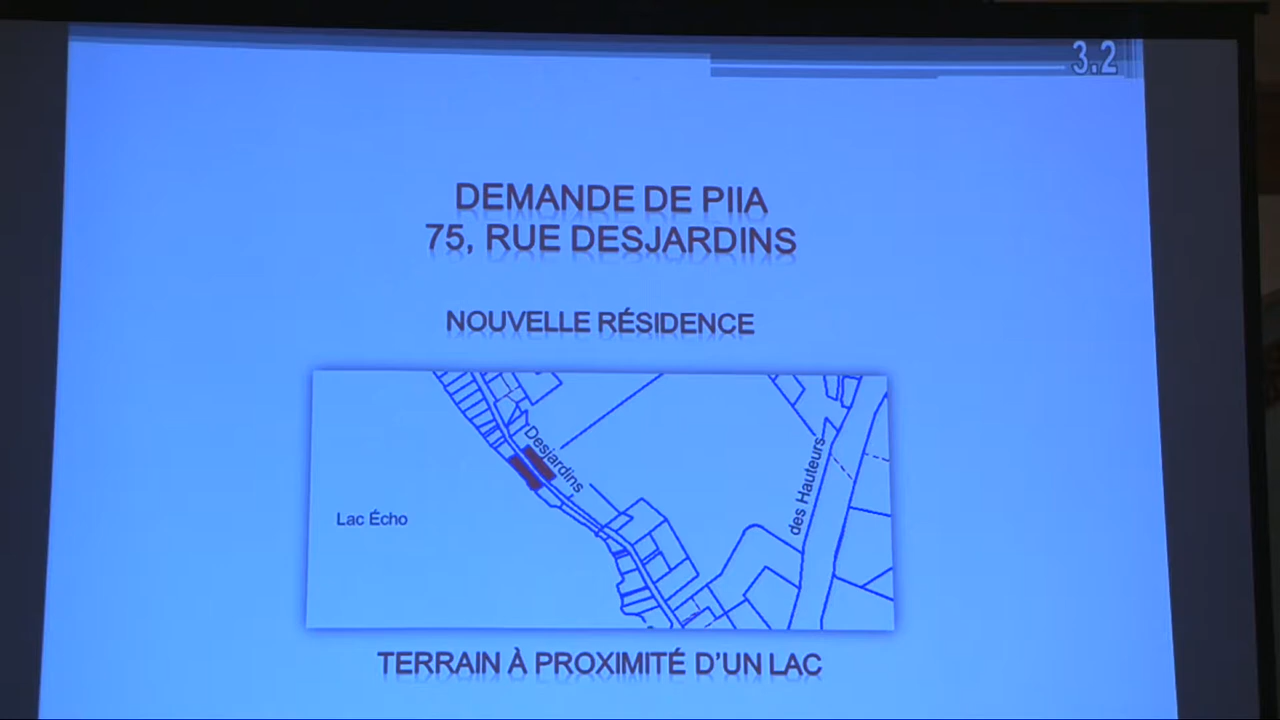 3.2
DEMANDE DE PIIA
75, RUE DESJARDINS
NOUVELLE RÉSIDENCE
Desjardins
des Hauteurs
Lac Écho
TERRAIN À PROXIMITÉ D'UN LAC